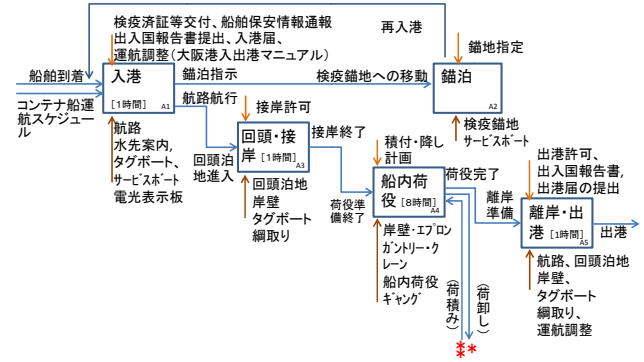 検疫済証等交付、船舶保安情報通報
出入国報告書提出、入港届、
運航調整(大阪港入出港マニュアル)
再入港
錨地指定
船舶到着
入港
[1時間]
A1
錨泊指示
検疫錨地への移動
錨泊
A2
コンテナ船運
航スケジュー
ル
航路航行
接岸許可
航路
水先案内,
タグボート、
サービスボート
電光表示板
検疫錨地
サービスボート
回頭泊
地進入
回頭・接
岸
[1時間]
A3
接岸終了
積付・降し
計画
出港許可、
出入国報告書,
出港届の提出
回頭泊地
岸壁
タグボート
綱取り
荷役準
備終了
船内荷
役
[8時間]
A4
荷役完了
離岸
準備
離岸・出
港
[1時間]
A5
出港
岸壁・エプロン
ガントリー・ク
レーン
船内荷役
ギャング
(荷積み)
(荷卸し)
航路、回頭泊地
岸壁、
タグボート
綱取り、
運航調整
**
*